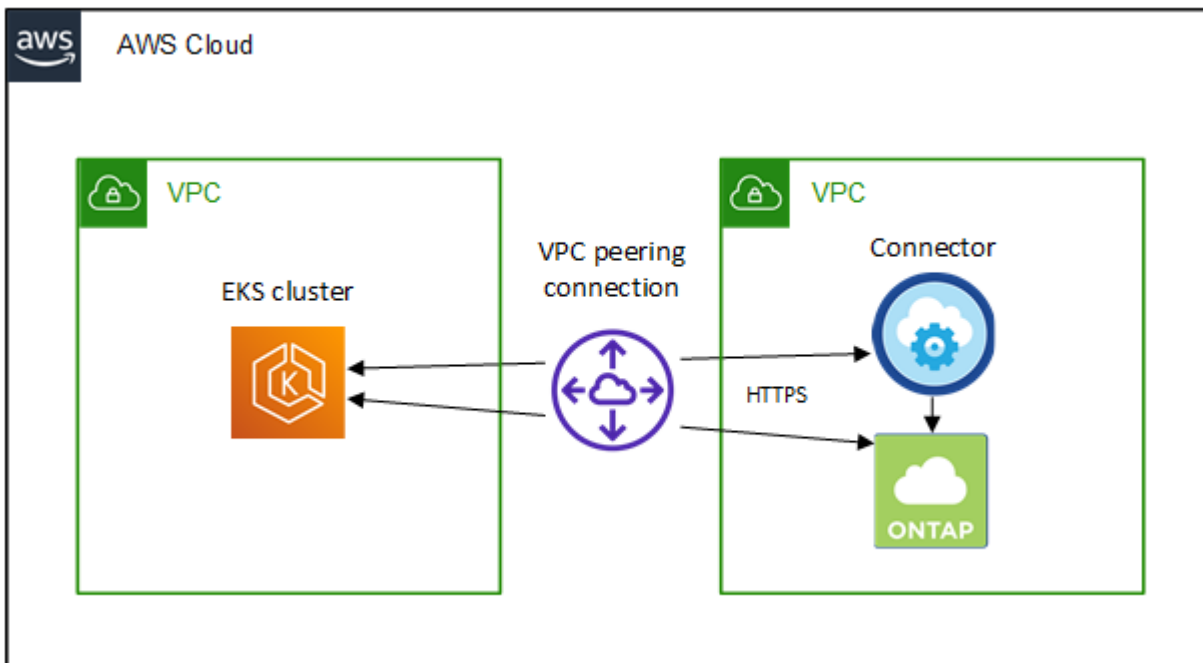 aws
AWS Cloud
VPC
VPC
VPC peering
connection
Connector
EKS cluster
K
HTTPS
ONTAP